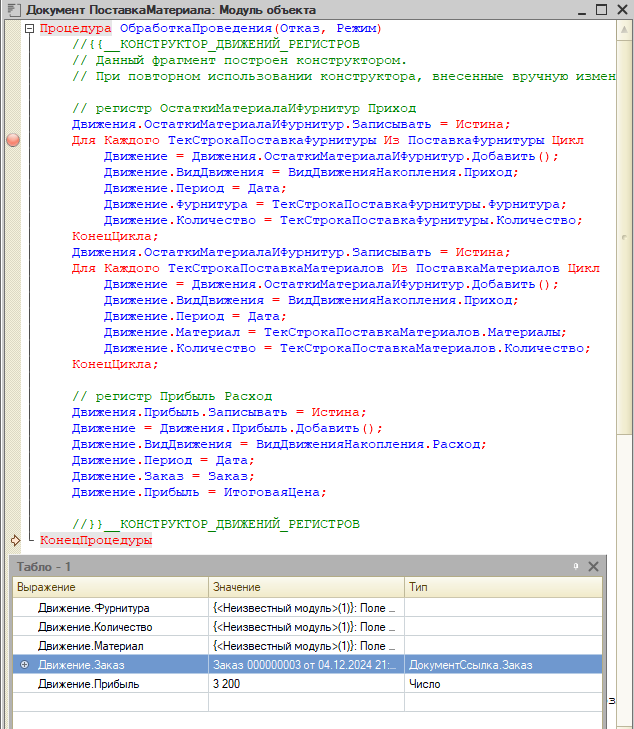 Документ ПоставкаМатериала: Модуль объекта
Процедура ОбработкаПроведения(Отказ, Режим)
//{{__КОНСТРУКТОР_ДВИЖЕНИЙ_РЕГИСТРОВ
// Данный фрагмент построен конструктором.
// При повторном использовании конструктора, внесенные вручную измен
// регистр ОстаткиМатериалаИФурнитур Приход
Движения.ОстаткиМатериалаИФурнитур.Записывать = Истина;
Для Каждого ТекСтрокаПоставкаФурнитуры Из ПоставкаФурнитуры Цикл
Движение = Движения.ОстаткиМатериалаИФурнитур.Добавить();
Движение.ВидДвижения = ВидДвиженияНакопления.Приход;
Движение.Период = Дата;
Движение.Фурнитура = ТекСтрокаПоставкаФурнитуры.Фурнитура;
Движение.Количество = ТекСтрокаПоставкаФурнитуры.Количество;
КонецЦикла;
Движения.ОстаткиМатериалаИФурнитур.Записывать = Истина;
Для Каждого ТекСтрокаПоставкаМатериалов Из ПоставкаМатериалов Цикл
Движение = Движения.ОстаткиМатериалаИФурнитур.Добавить();
Движение.ВидДвижения = ВидДвиженияНакопления.Приход;
Движение.Период = Дата;
Движение.Материал = ТекСтрокаПоставкаМатериалов.Материалы;
Движение.Количество = ТекСтрокаПоставкаМатериалов.Количество;
КонецЦикла;
// регистр Прибыль Расход
Движения.Прибыль.Записывать = Истина;
Движение = Движения.Прибыль.Добавить();
Движение.ВидДвижения = ВидДвиженияНакопления.Расход;
Движение.Период = Дата;
Движение.Заказ = Заказ;
Движение.Прибыль = ИтоговаяЦена;
//}}__КОНСТРУКТОР_ДВИЖЕНИЙ_РЕГИСТРОВ
КонецПроцедуры
Табло - 1
Выражение Значение Тип
Движение.Фурнитура {<Неизвестный модуль>(1)}: Поле ...
Движение.Количество {<Неизвестный модуль>(1)}: Поле ...
Движение.Материал {<Неизвестный модуль>(1)}: Поле ...
Движение.Заказ Заказ 000000003 от 04.12.2024 21:... ДокументСсылка.Заказ
Движение.Прибыль 3 200 Число